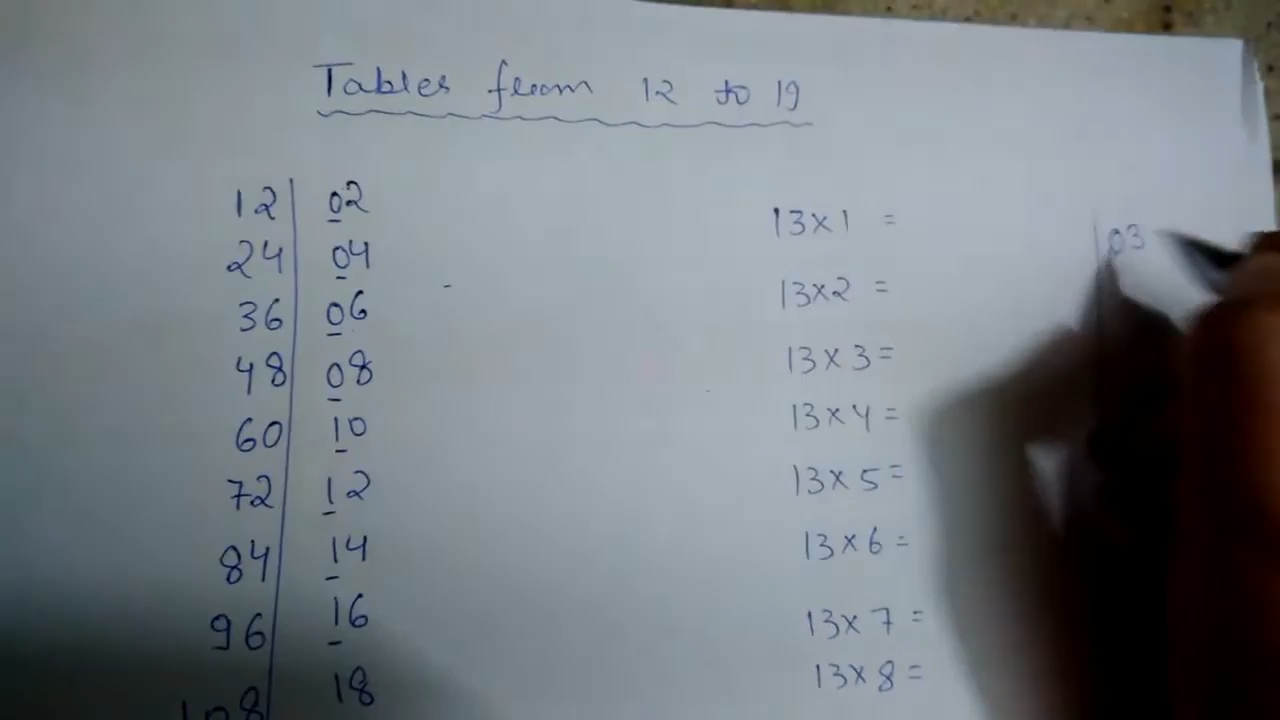 Tables from 12 to 19
12 02
24 04
36 06
48 08
60 10
72 12
84 14
96 16
108 18
13x1 = 03
13x2 =
13x3 =
13x4 =
13x5 =
13x6 =
13x7 =
13x8 =